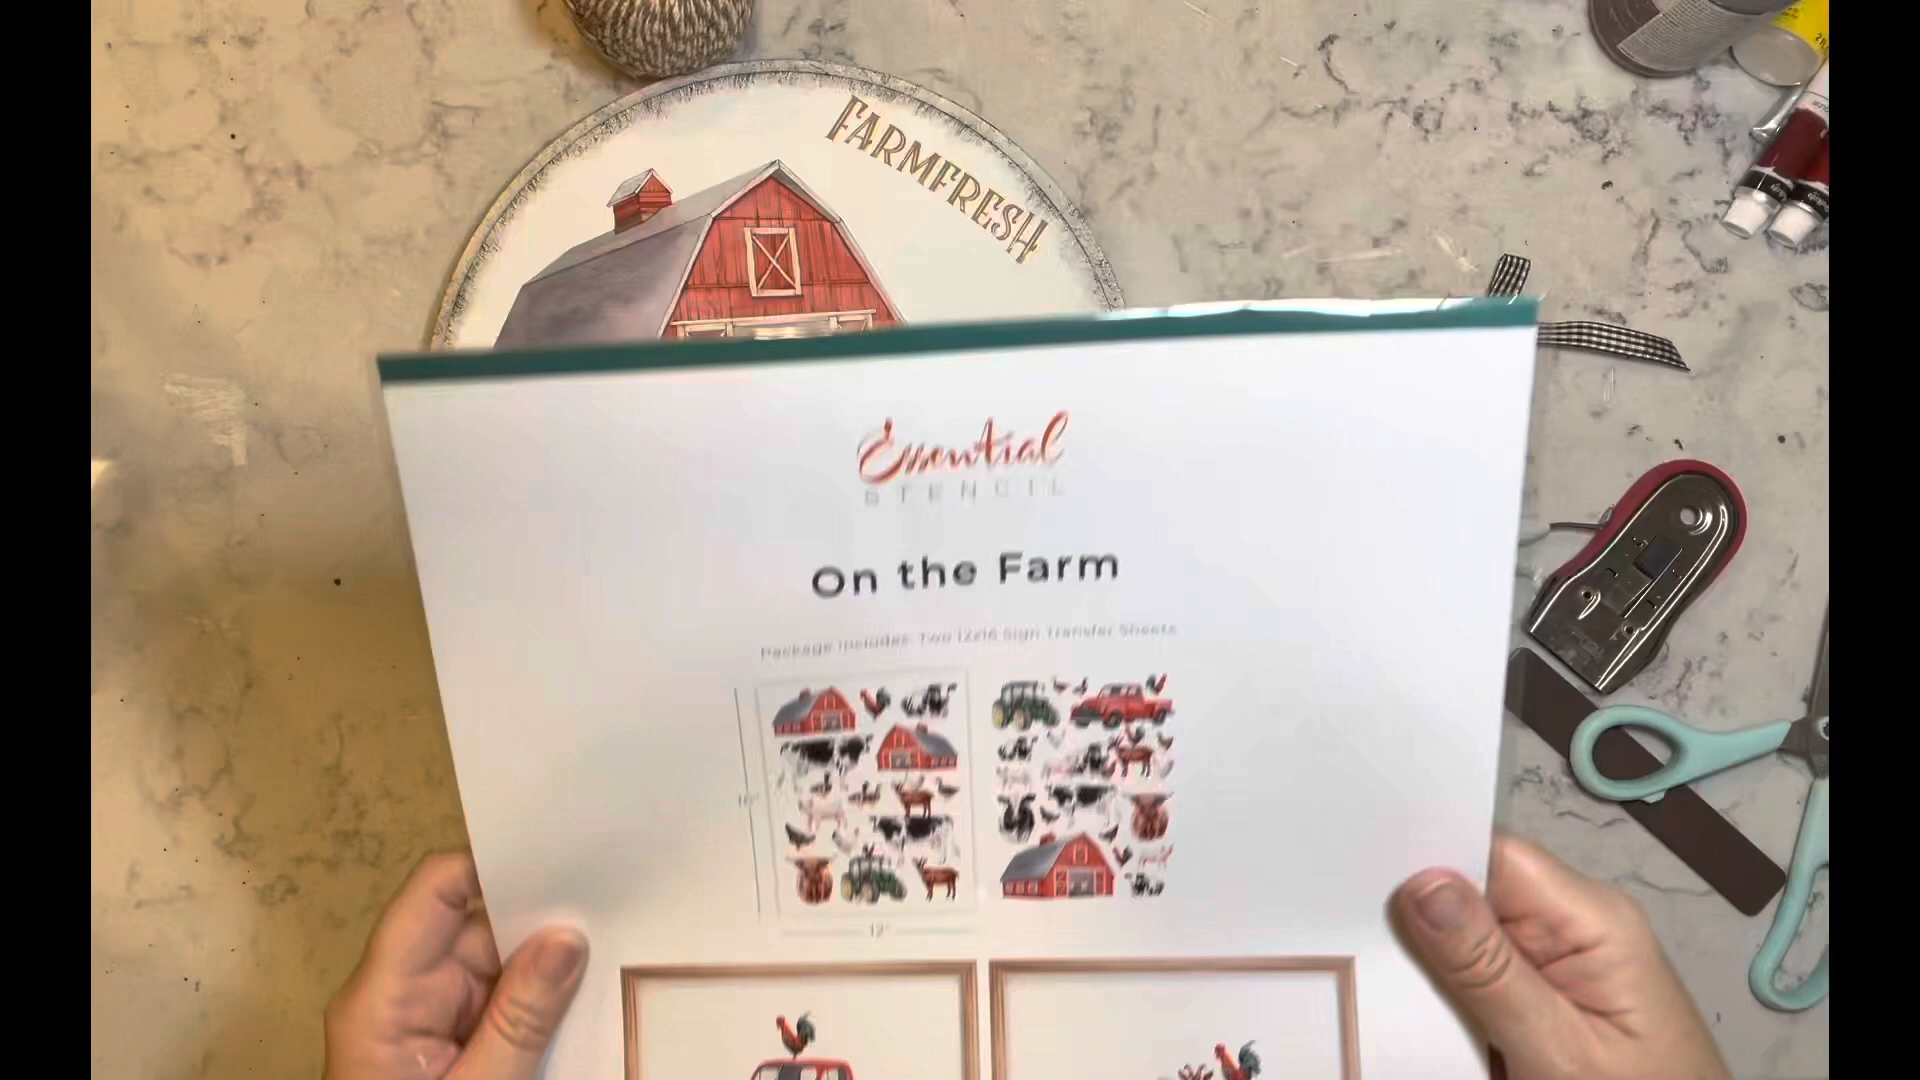 FARMFRESH
Essential
STENCIL
On the Farm
Package Includes: Two 12x16 Sign Transfer Sheets
16"
12"